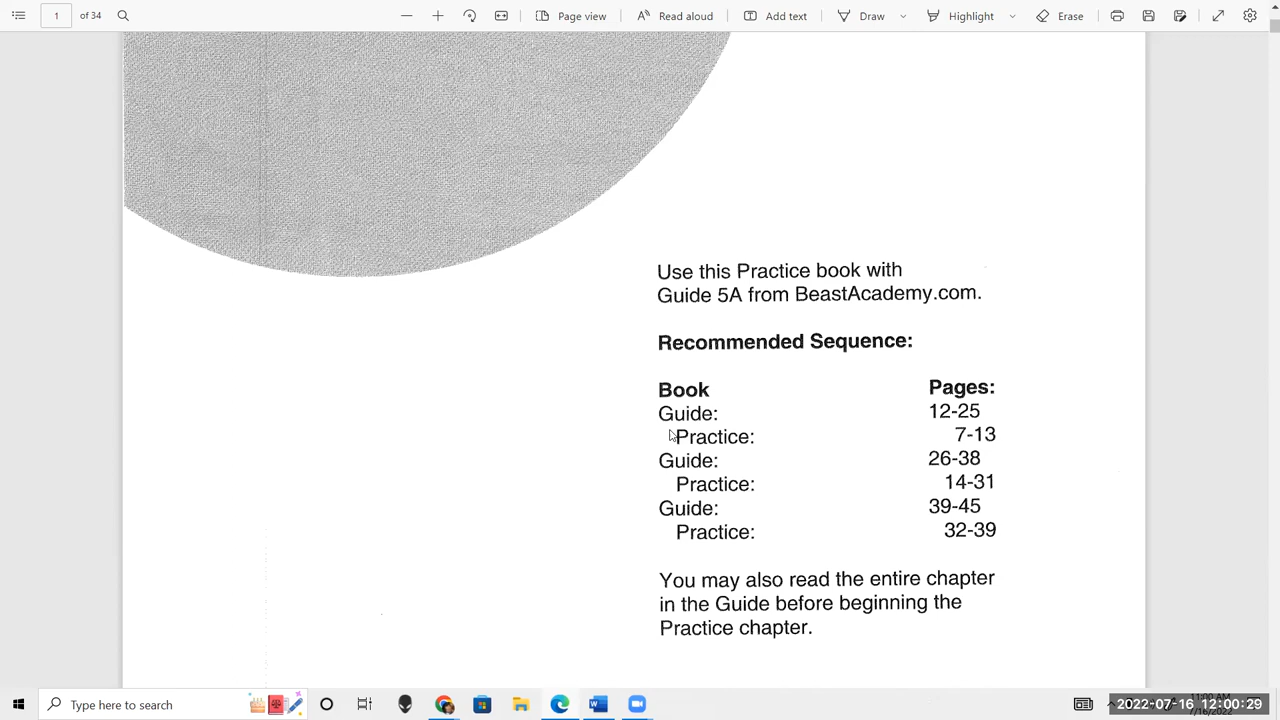 1 of 34 Page view Read aloud Add text Draw Highlight Erase
Use this Practice book with
Guide 5A from BeastAcademy.com.
Recommended Sequence:
Book Pages:
Guide: 12-25
Practice: 7-13
Guide: 26-38
Practice: 14-31
Guide: 39-45
Practice: 32-39
You may also read the entire chapter
in the Guide before beginning the
Practice chapter.
Type here to search
2022-07-16 12:00:29